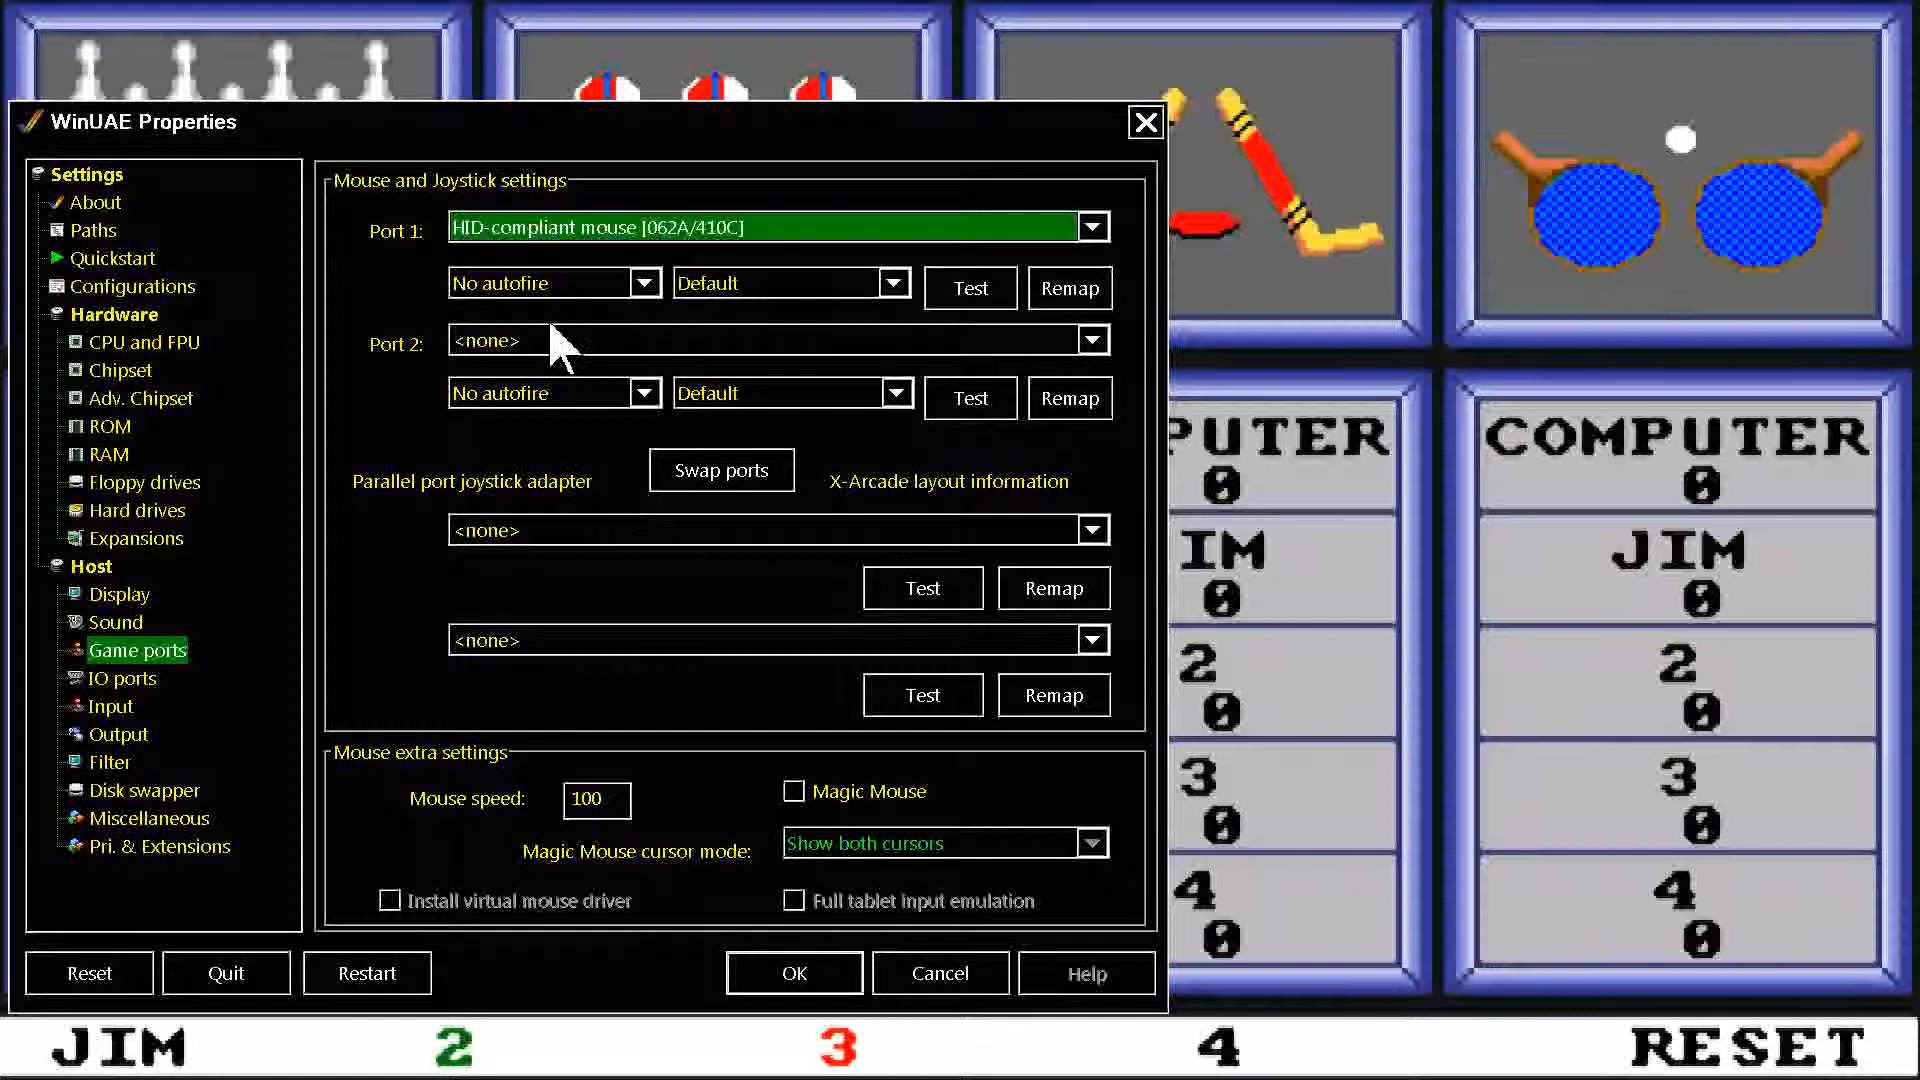 WinUAE Properties
Settings
About
Paths
Quickstart
Configurations
Hardware
CPU and FPU
Chipset
Adv. Chipset
ROM
RAM
Floppy drives
Hard drives
Expansions
Host
Display
Sound
Game ports
IO ports
Input
Output
Filter
Disk swapper
Miscellaneous
Pri. & Extensions
Mouse and Joystick settings
Port 1: HID-compliant mouse [062A/410C]
No autofire Default Test Remap
Port 2: <none>
No autofire Default Test Remap
Parallel port joystick adapter Swap ports X-Arcade layout information
<none>
Test Remap
<none>
Test Remap
Mouse extra settings
Mouse speed: 100 Magic Mouse
Magic Mouse cursor mode: Show both cursors
Install virtual mouse driver Full tablet input emulation
Reset Quit Restart OK Cancel Help
PUTER
0
IM
0
2
0
3
0
4
0
COMPUTER
0
JIM
0
2
0
3
0
4
0
JIM 2 3 4 RESET